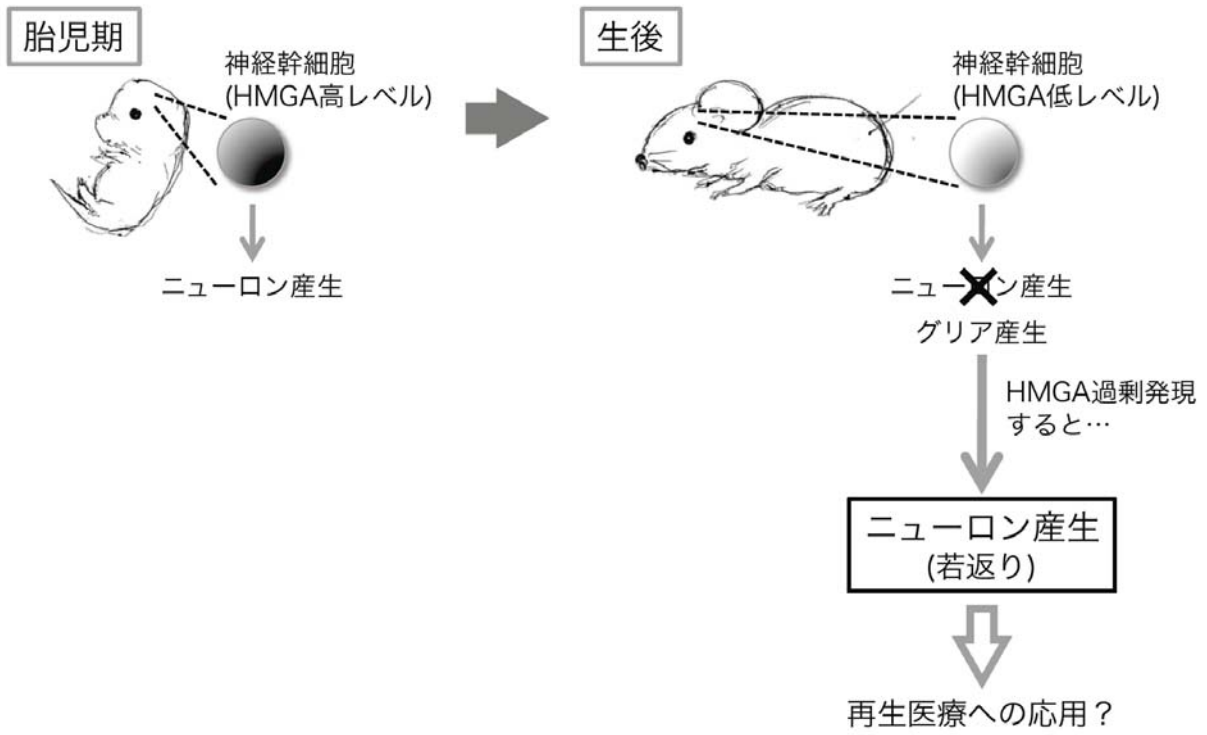 胎児期
神経幹細胞
(HMGA高レベル)
ニューロン産生
生後
神経幹細胞
(HMGA低レベル)
ニューロン産生
グリア産生
HMGA過剰発現
すると…
ニューロン産生
(若返り)
再生医療への応用？